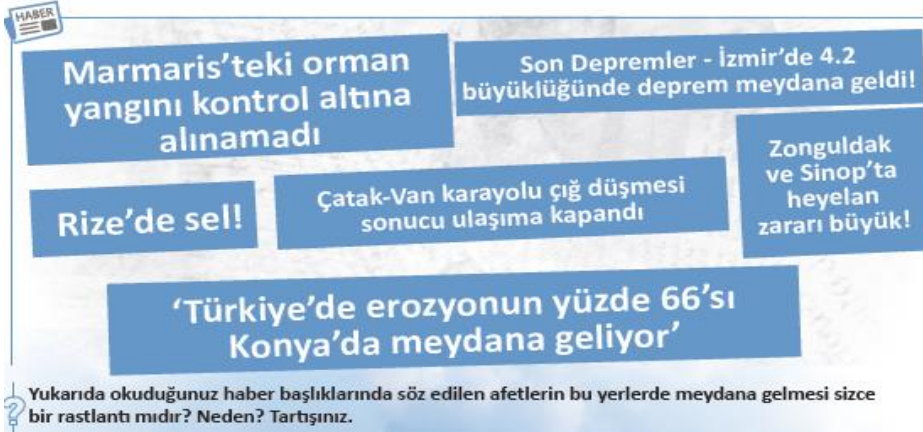 HABER
Marmaris’teki orman
yangını kontrol altına
alınamadı
Son Depremler - İzmir’de 4.2
büyüklüğünde deprem meydana geldi!
Rize’de sel!
Çatak-Van karayolu çığ düşmesi
sonucu ulaşıma kapandı
Zonguldak
ve Sinop’ta
heyelan
zararı büyük!
‘Türkiye’de erozyonun yüzde 66’sı
Konya’da meydana geliyor’
Yukarıda okuduğunuz haber başlıklarında söz edilen afetlerin bu yerlerde meydana gelmesi sizce
bir rastlantı mıdır? Neden? Tartışınız.